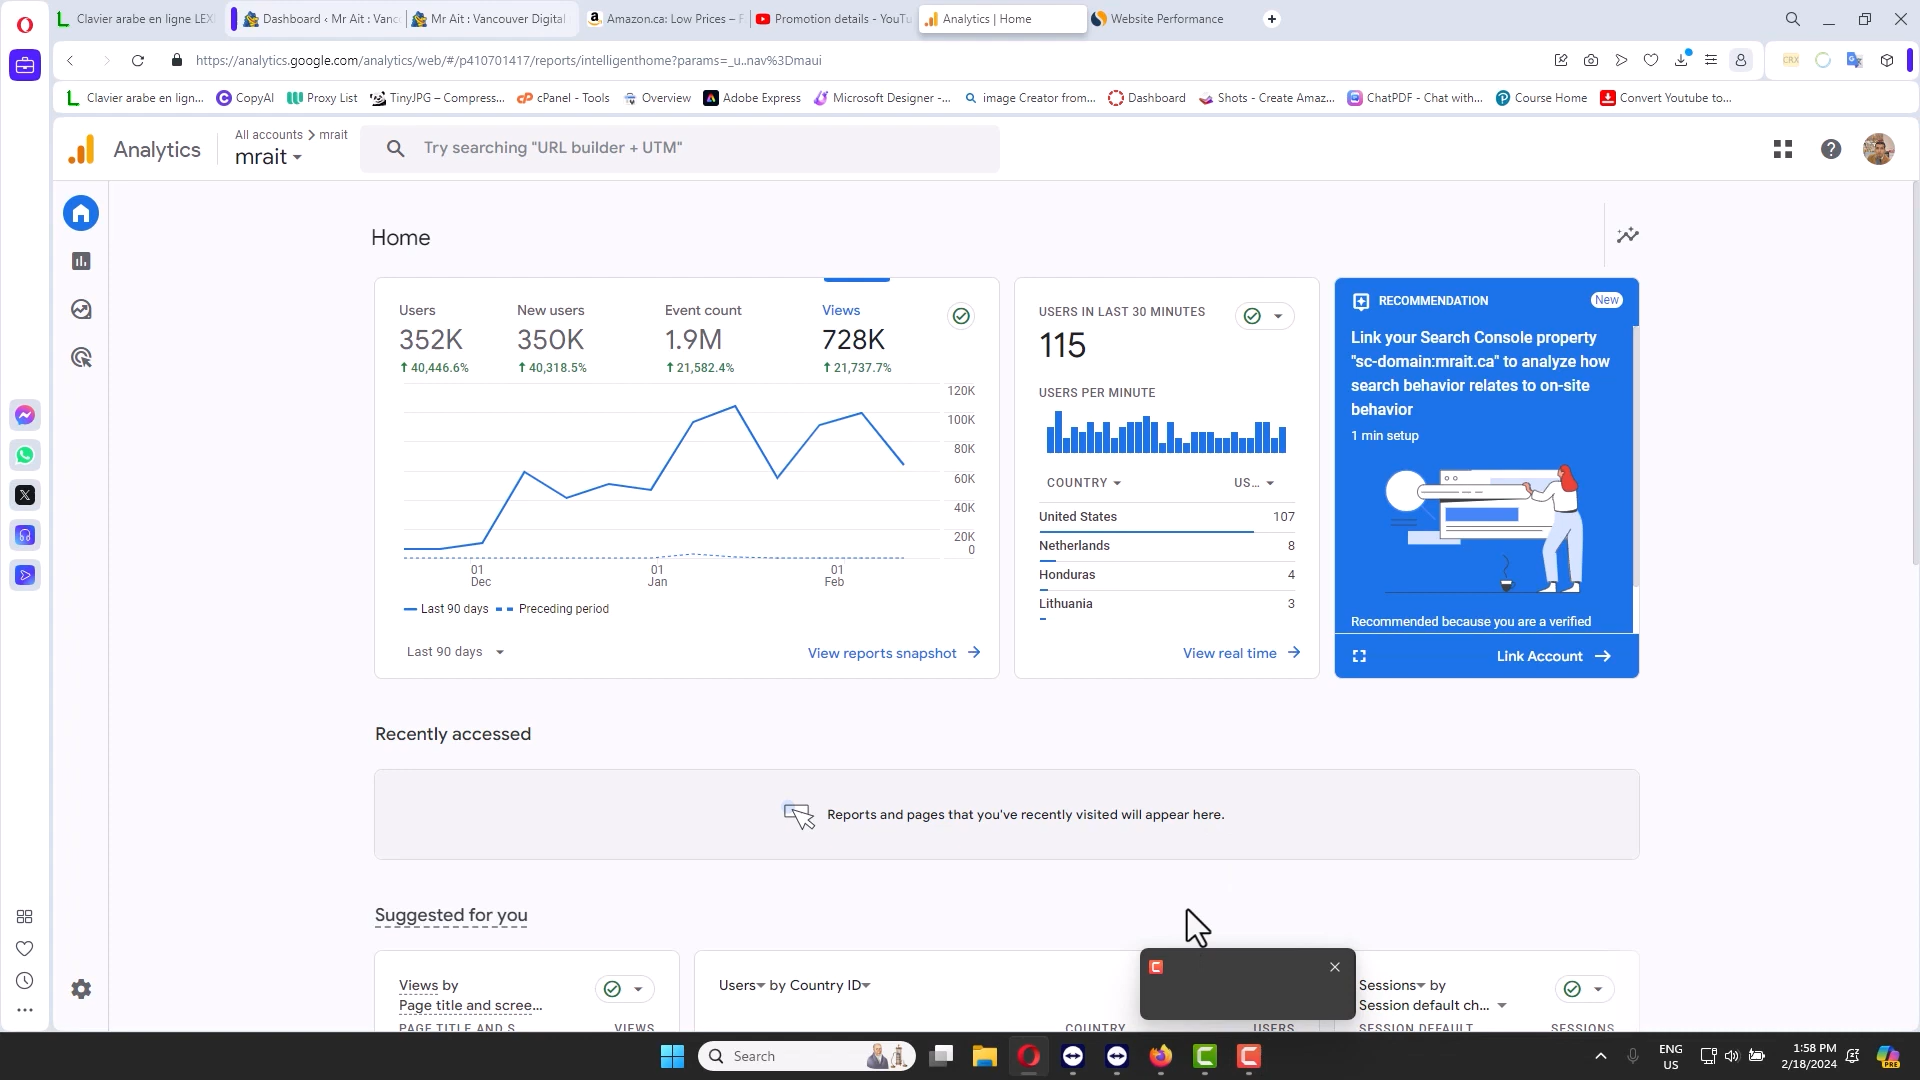 Clavier arabe en ligne LEXI
Dashboard ‹ Mr Ait : Vanc
Mr Ait : Vancouver Digital
Amazon.ca: Low Prices – F
Promotion details - YouTu
Analytics | Home
Website Performance
https://analytics.google.com/analytics/web/#/p410701417/reports/intelligenthome?params=_u..nav%3Dmaui
Clavier arabe en lign...
CopyAI
Proxy List
TinyJPG – Compress...
cPanel - Tools
Overview
Adobe Express
Microsoft Designer -...
image Creator from...
Dashboard
Shots - Create Amaz...
ChatPDF - Chat with...
Course Home
Convert Youtube to...
Analytics
All accounts > mrait
mrait
Try searching "URL builder + UTM"
Home
Users
352K
40,446.6%
New users
350K
40,318.5%
Event count
1.9M
21,582.4%
Views
728K
21,737.7%
120K
100K
80K
60K
40K
20K
0
01
Dec
01
Jan
01
Feb
Last 90 days
Preceding period
Last 90 days
View reports snapshot
USERS IN LAST 30 MINUTES
115
USERS PER MINUTE
COUNTRY
US...
United States 107
Netherlands 8
Honduras 4
Lithuania 3
View real time
RECOMMENDATION
New
Link your Search Console property
"sc-domain:mrait.ca" to analyze how
search behavior relates to on-site
behavior
1 min setup
Recommended because you are a verified
Link Account
Recently accessed
Reports and pages that you've recently visited will appear here.
Suggested for you
Views by
Page title and scree...
PAGE TITLE AND S
VIEWS
Users by Country ID
COUNTRY
USERS
Sessions by
Session default ch...
SESSION DEFAULT
SESSIONS
Search
ENG
US
1:58 PM
2/18/2024